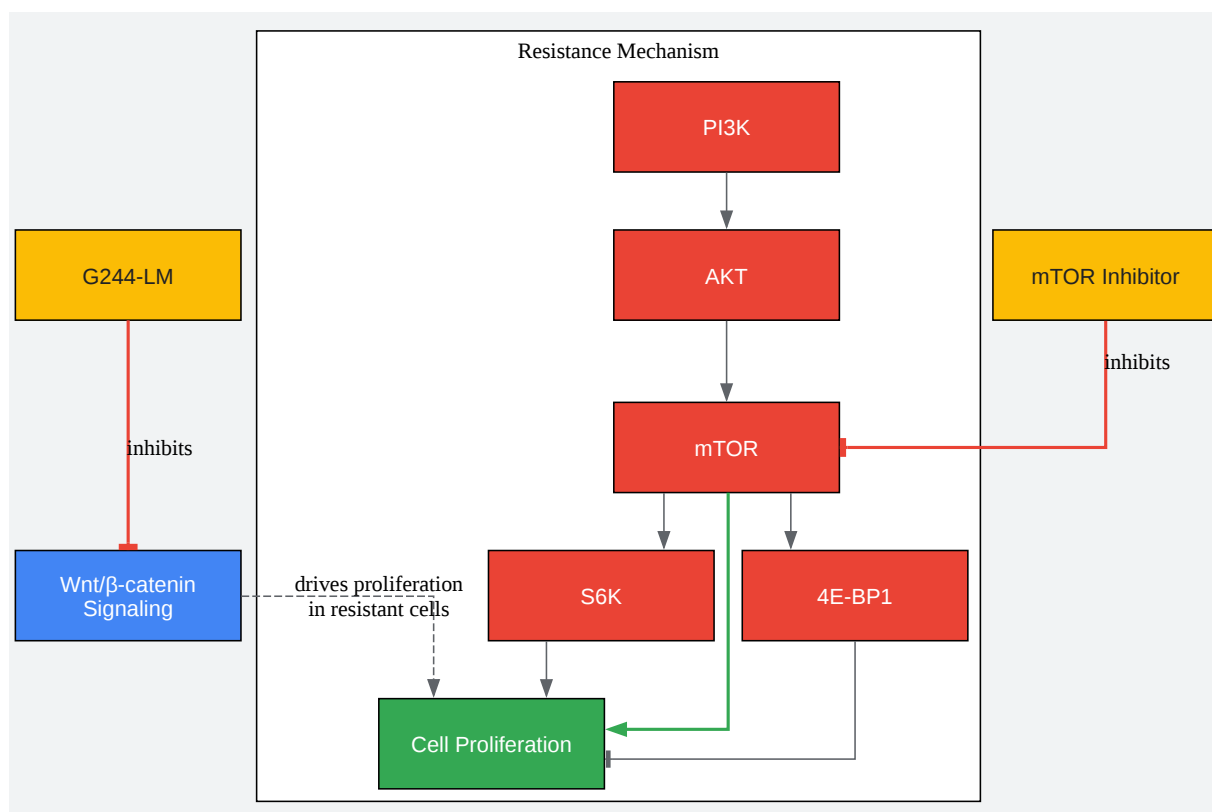 Resistance Mechanism
PI3K
G244-LM
AKT
mTOR Inhibitor
inhibits
inhibits
mTOR
Wnt/β-catenin
Signaling
drives proliferation
in resistant cells
S6K
4E-BP1
Cell Proliferation